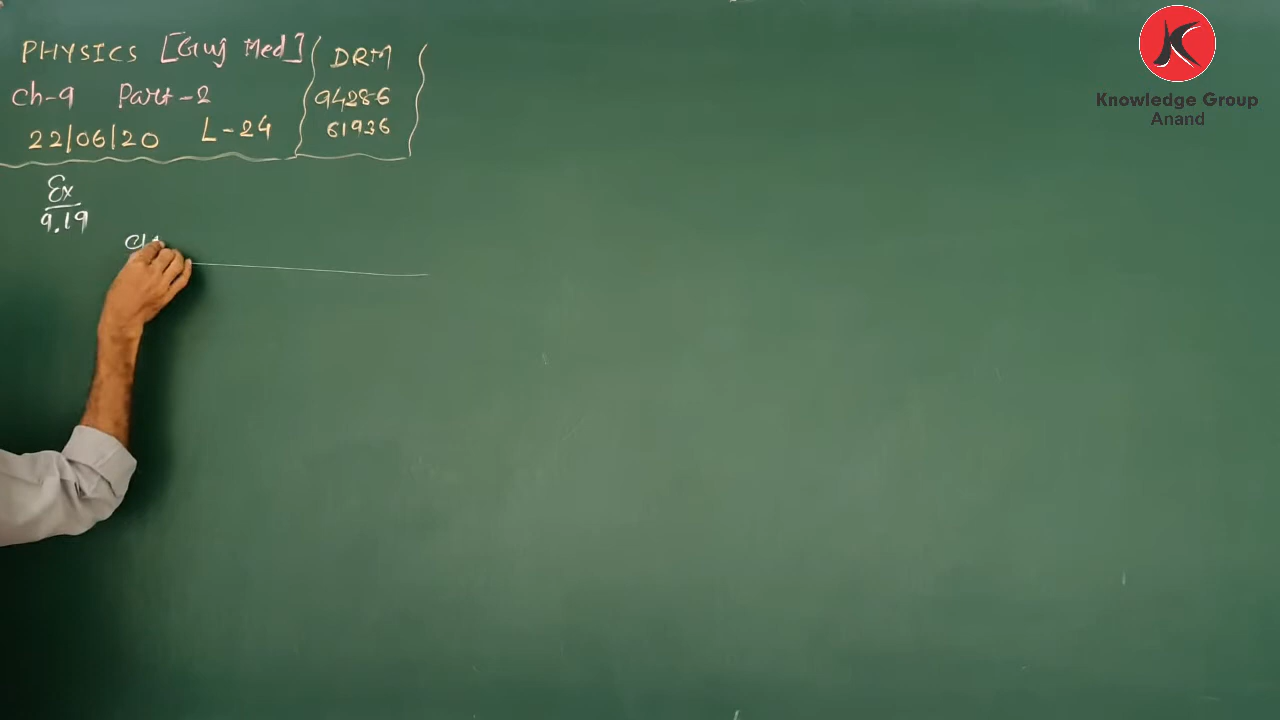 PHYSICS [Guj Med]
DRM
Ch-9 Part-2
94286
22/06/20 L-24
61936
Ex
9.19
Knowledge Group
Anand